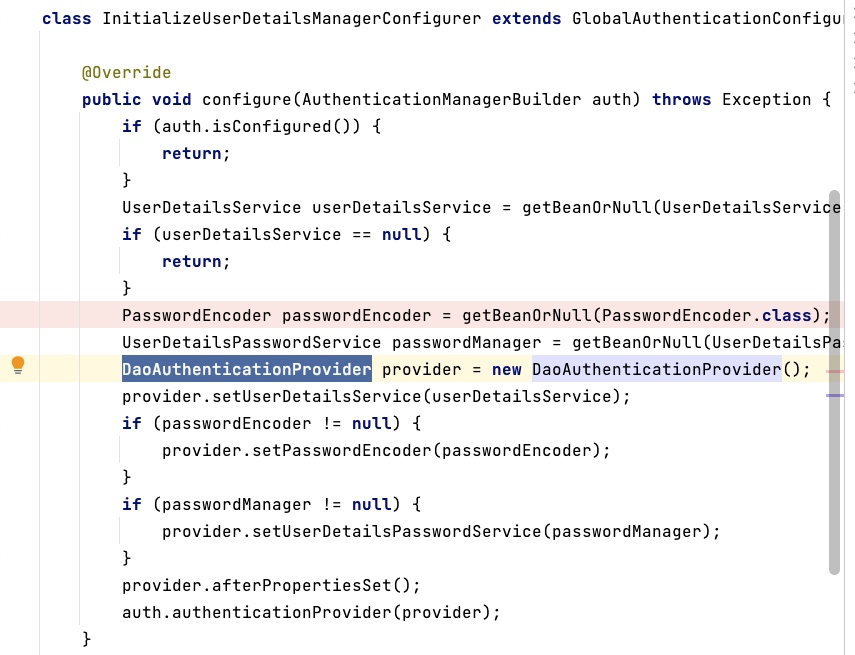 class InitializeUserDetailsManagerConfigurer extends GlobalAuthenticationConfigu
@Override
public void configure(AuthenticationManagerBuilder auth) throws Exception {
if (auth.isConfigured()) {
return;
}
UserDetailsService userDetailsService = getBeanOrNull(UserDetailsService
if (userDetailsService == null) {
return;
}
PasswordEncoder passwordEncoder = getBeanOrNull(PasswordEncoder.class);
UserDetailsPasswordService passwordManager = getBeanOrNull(UserDetailsPa
DaoAuthenticationProvider provider = new DaoAuthenticationProvider();
provider.setUserDetailsService(userDetailsService);
if (passwordEncoder != null) {
provider.setPasswordEncoder(passwordEncoder);
}
if (passwordManager != null) {
provider.setUserDetailsPasswordService(passwordManager);
}
provider.afterPropertiesSet();
auth.authenticationProvider(provider);
}